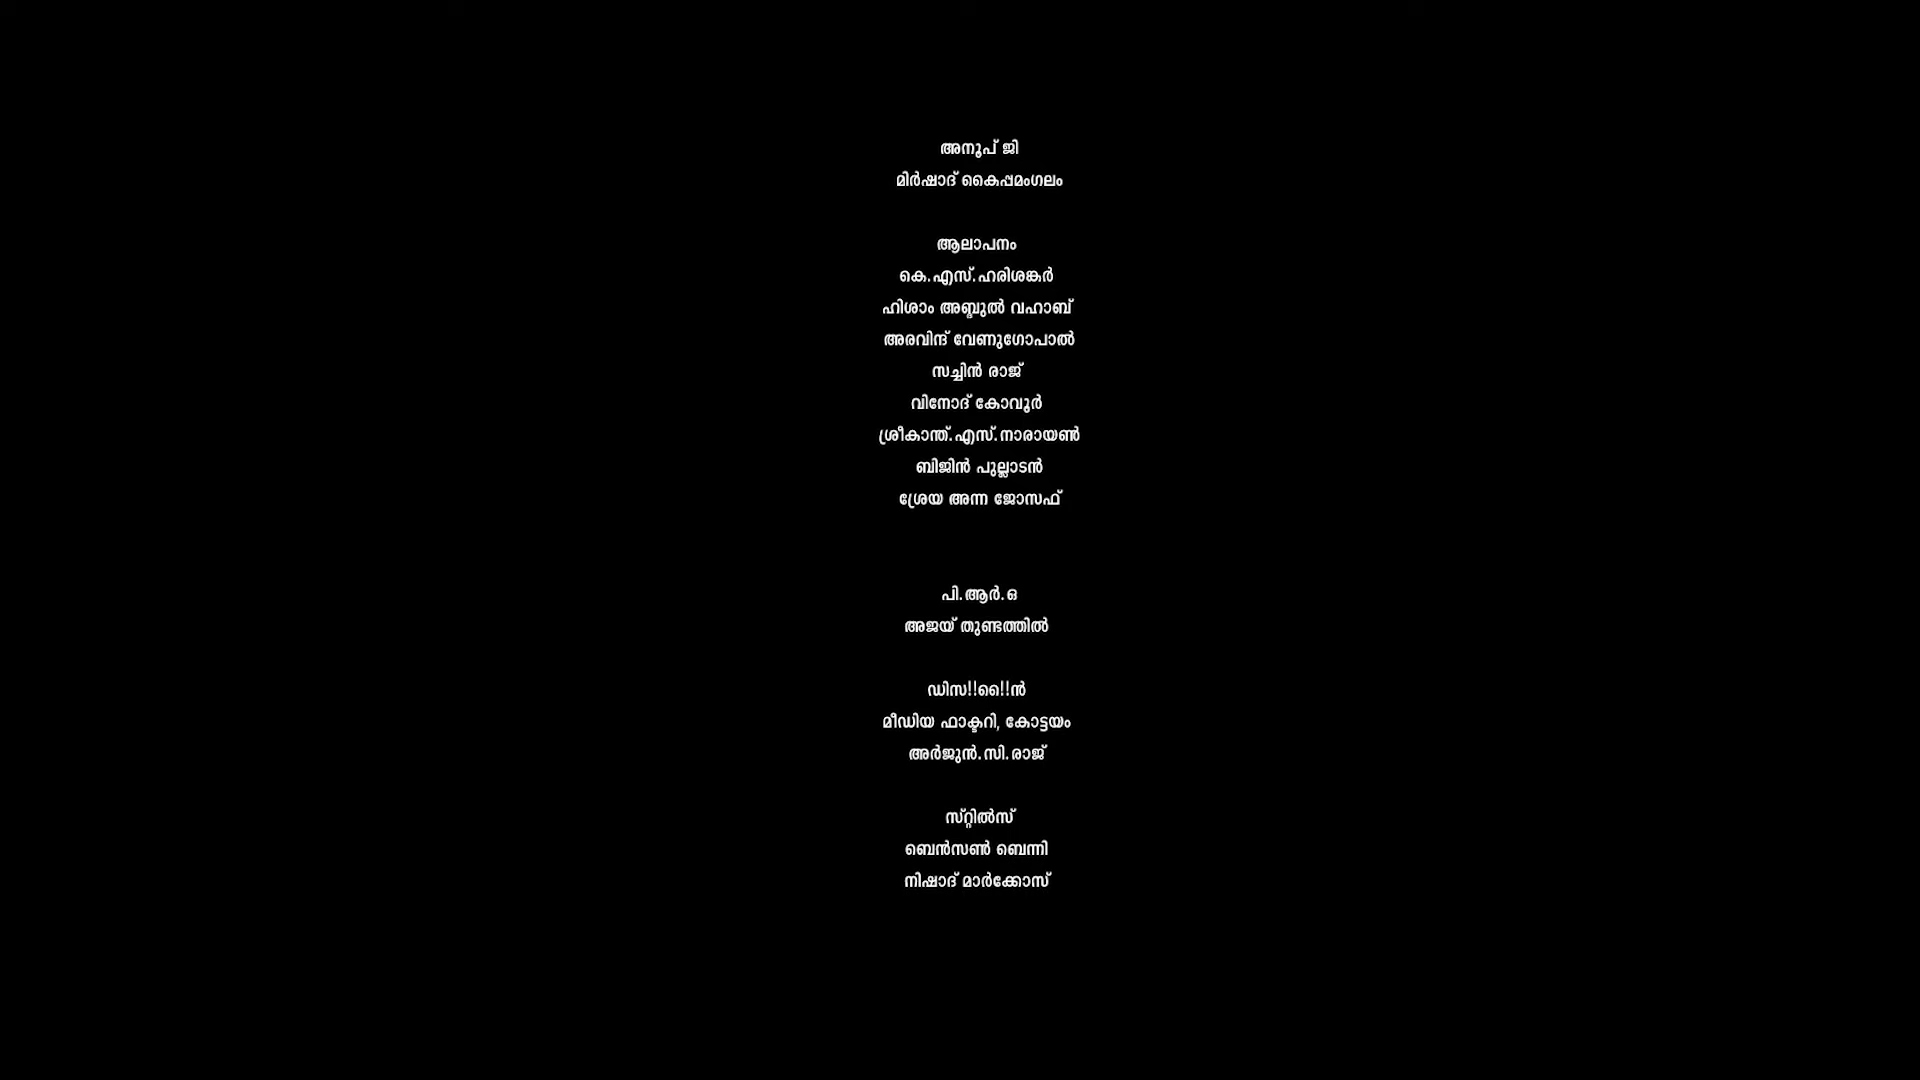 അനൂപ് ജി
മിർഷാദ് കൈപ്പമംഗലം
ആലാപനം
കെ.എസ്.ഹരിശങ്കർ
ഹിശാം അബ്ദുൽ വഹാബ്
അരവിന്ദ് വേണുഗോപാൽ
സച്ചിൻ രാജ്
വിനോദ് കോവൂർ
ശ്രീകാന്ത്.എസ്.നാരായൺ
ബിജിൻ പുല്ലാടൻ
ശ്രേയ അന്ന ജോസഫ്
പി.ആർ.ഒ
അജയ് തുണ്ടത്തിൽ
ഡിസ!!ൈ!!ൻ
മീഡിയ ഫാക്ടറി, കോട്ടയം
അർജുൻ.സി.രാജ്
സ്റ്റിൽസ്
ബെൻസൺ ബെന്നി
നിഷാദ് മാർക്കോസ്